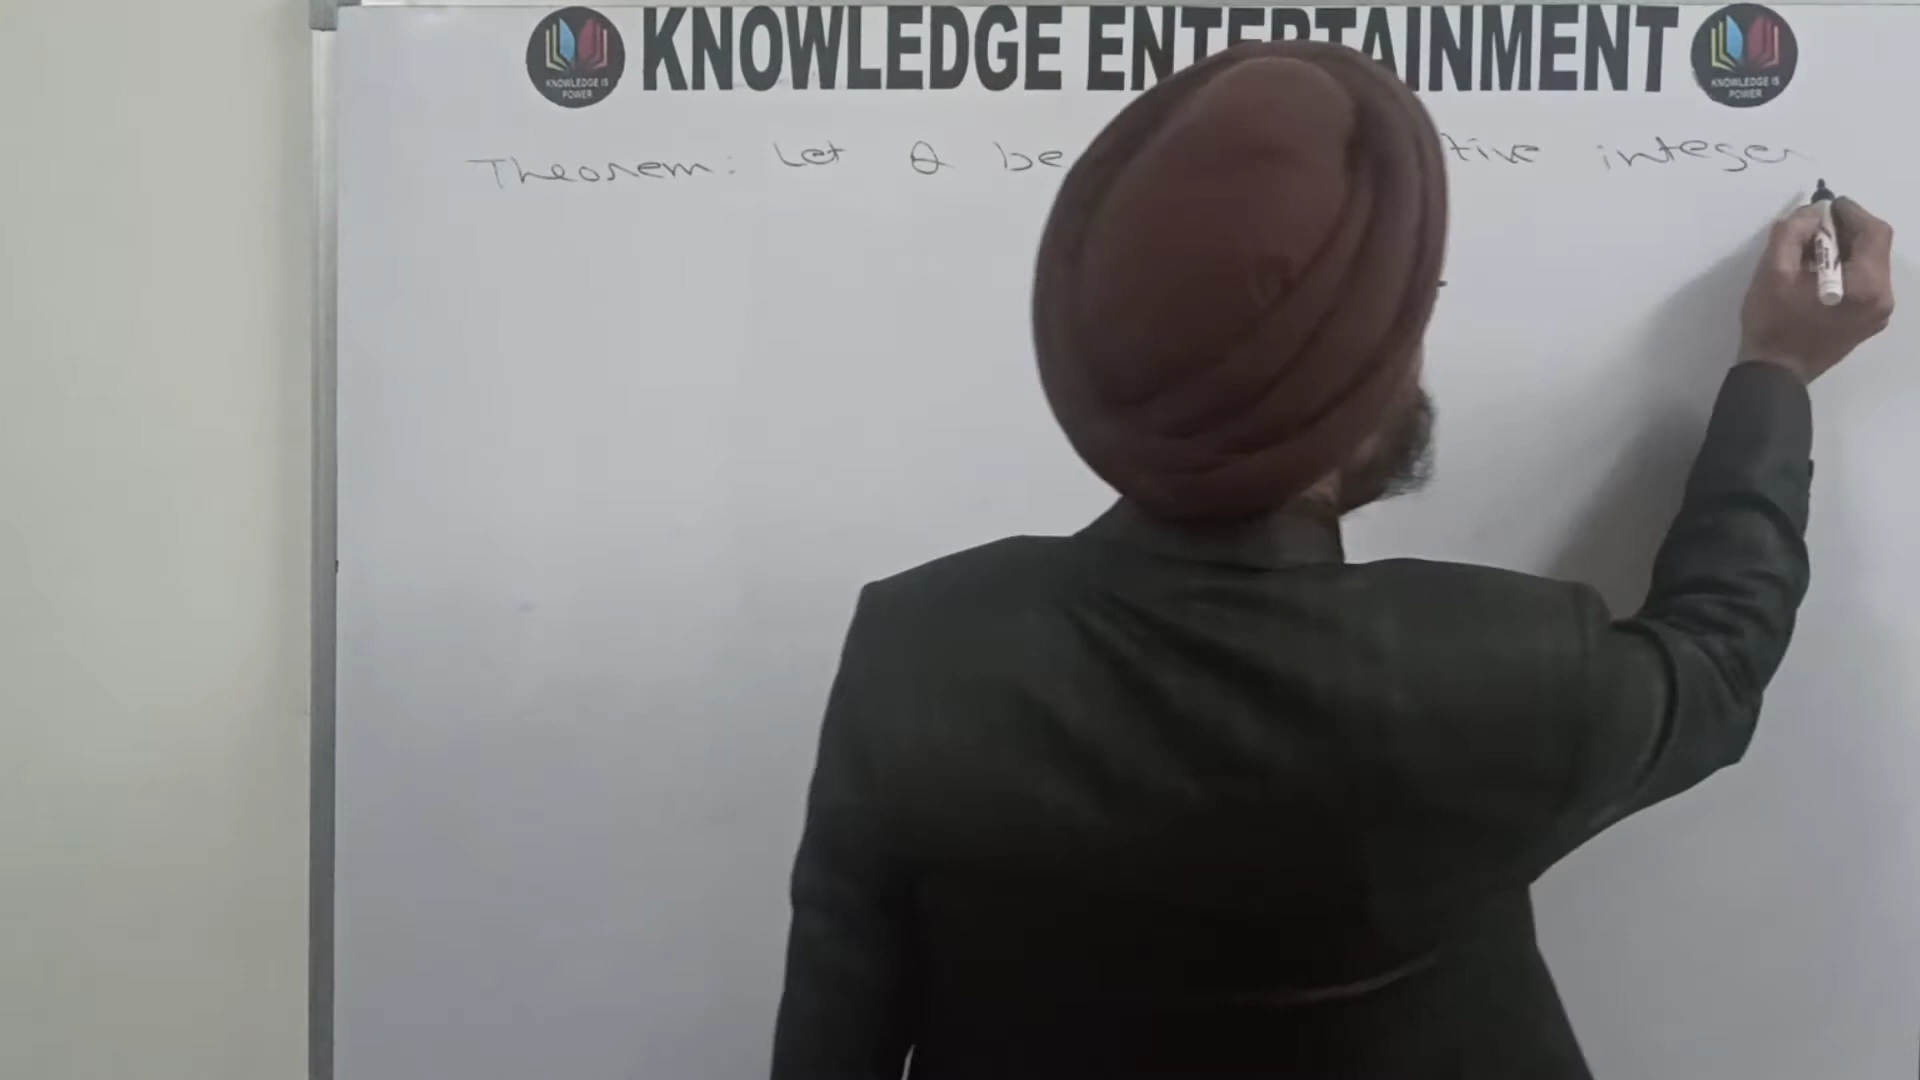 KNOWLEDGE ENTERTAINMENT
KNOWLEDGE IS
POWER
KNOWLEDGE IS
POWER
Theorem: Let Q be tive integer